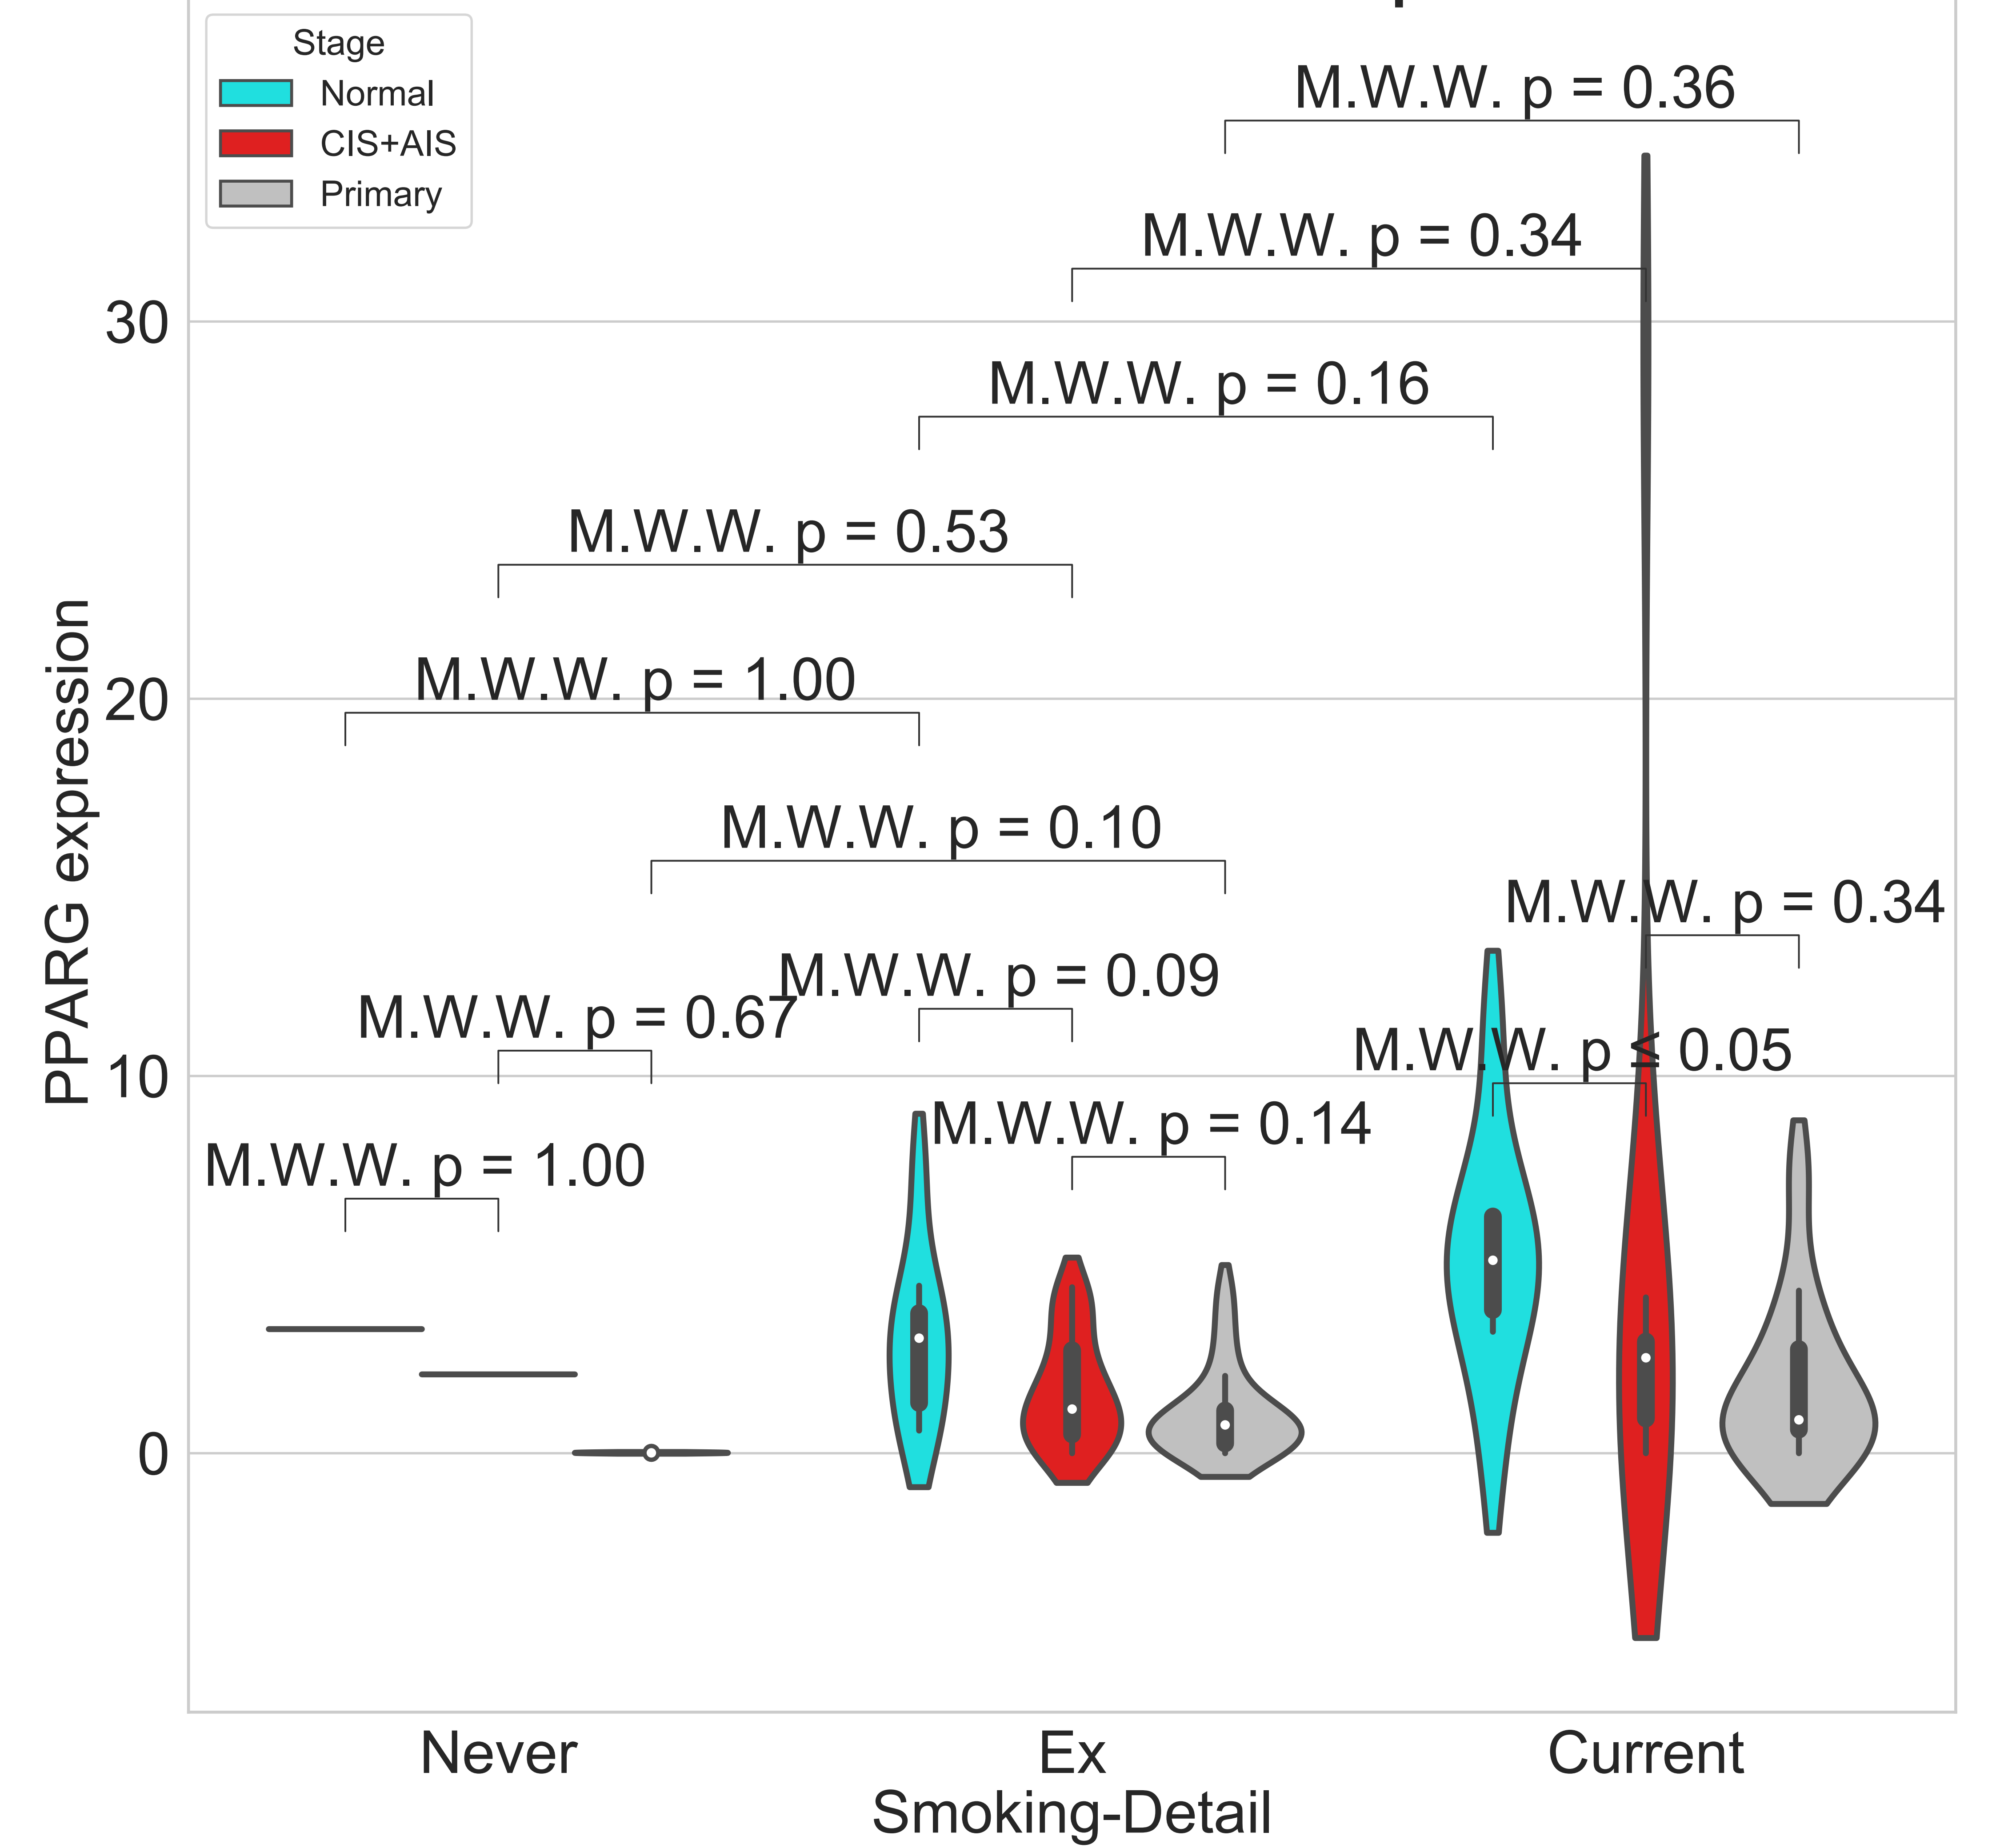 Stage
Normal
CIS+AIS
Primary
M.W.W. p = 0.36
M.W.W. p = 0.34
M.W.W. p = 0.16
M.W.W. p = 0.53
M.W.W. p = 1.00
M.W.W. p = 0.10
M.W.W. p = 0.34
M.W.W. p = 0.09
M.W.W. p = 0.67
M.W.W. p ≤ 0.05
M.W.W. p = 0.14
M.W.W. p = 1.00
30
20
10
0
PPARG expression
Never
Ex
Current
Smoking-Detail